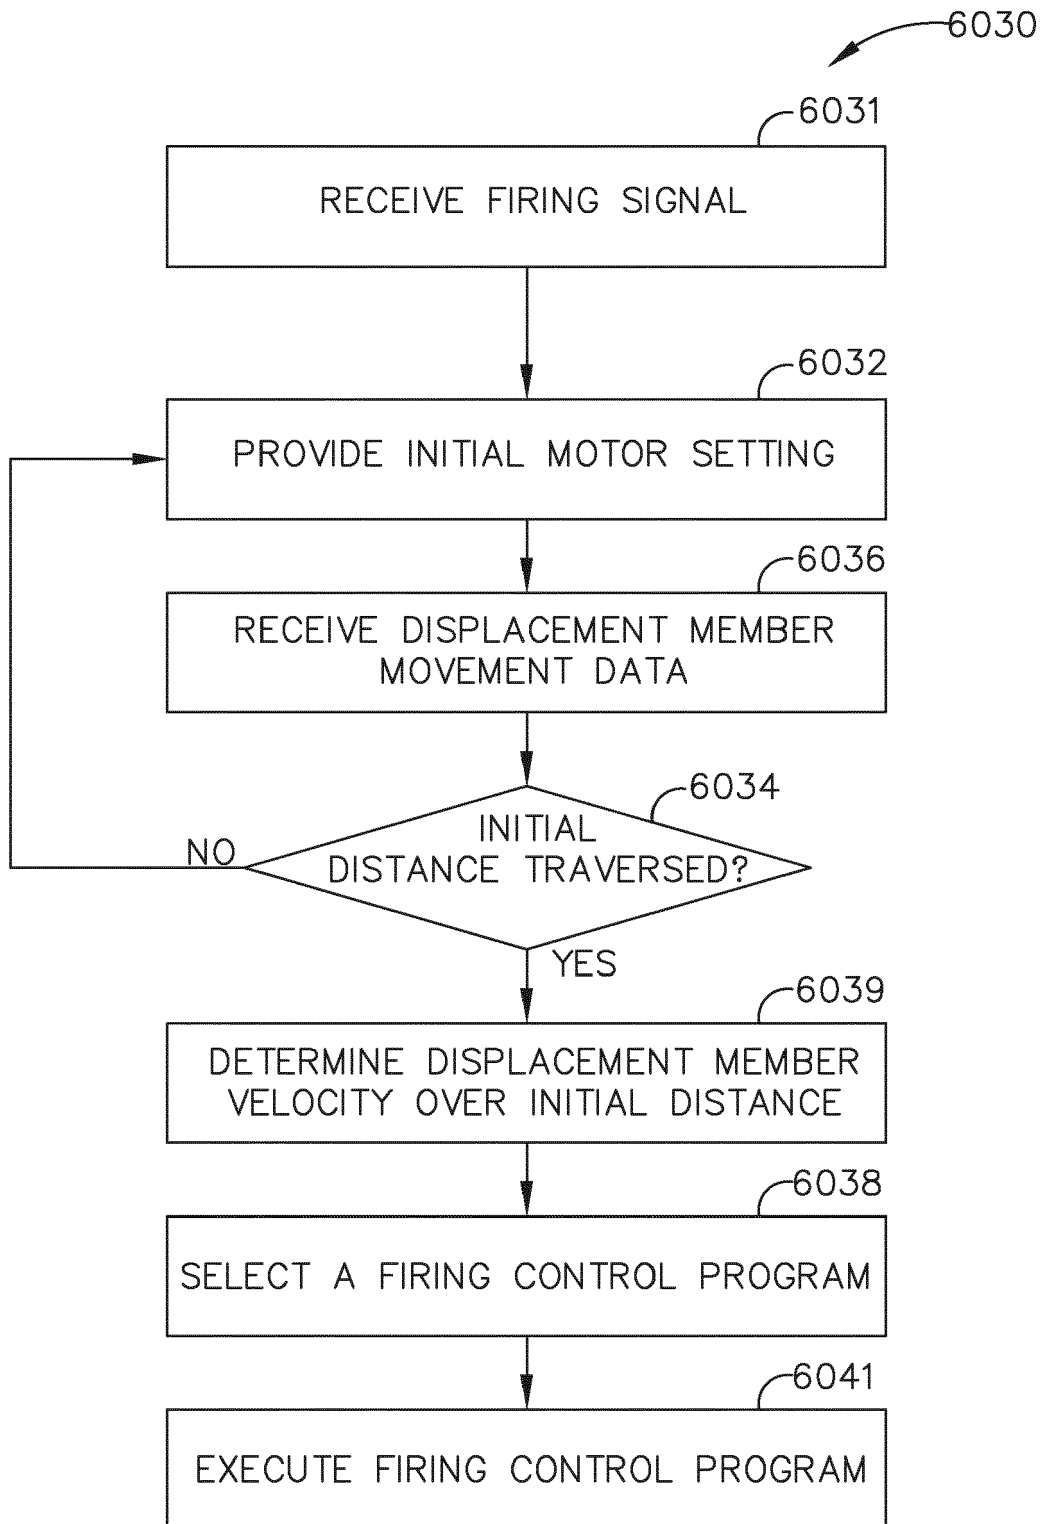 6030
6031
RECEIVE FIRING SIGNAL
6032
PROVIDE INITIAL MOTOR SETTING
6036
RECEIVE DISPLACEMENT MEMBER
MOVEMENT DATA
6034
INITIAL
DISTANCE TRAVERSED?
NO
YES
6039
DETERMINE DISPLACEMENT MEMBER
VELOCITY OVER INITIAL DISTANCE
6038
SELECT A FIRING CONTROL PROGRAM
6041
EXECUTE FIRING CONTROL PROGRAM